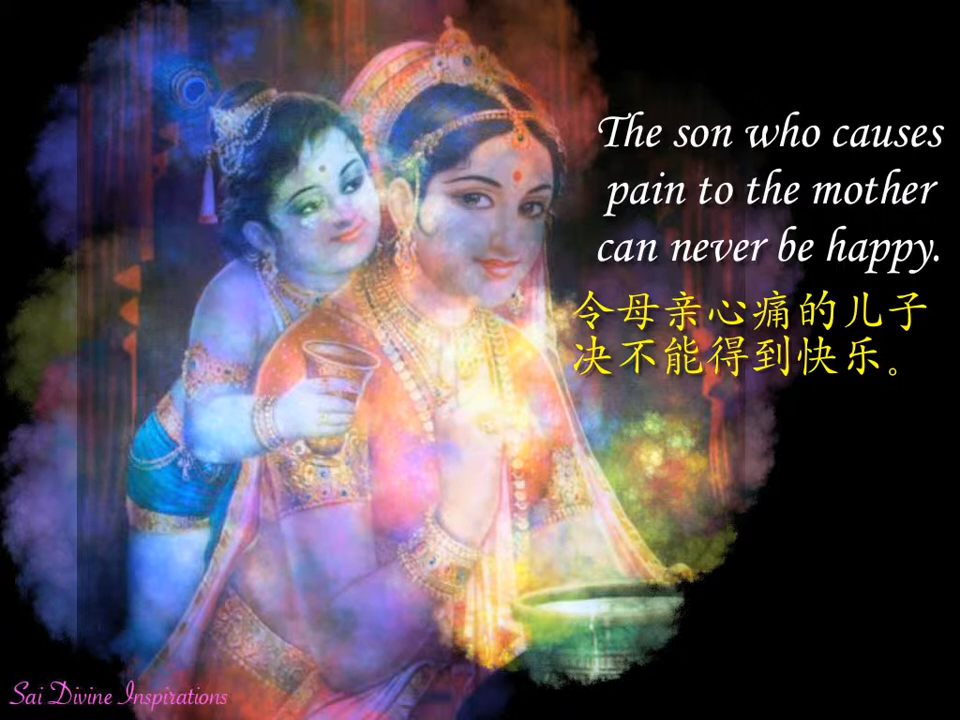 The son who causes
pain to the mother
can never be happy.
令母亲心痛的儿子
决不能得到快乐。
Sai Divine Inspirations